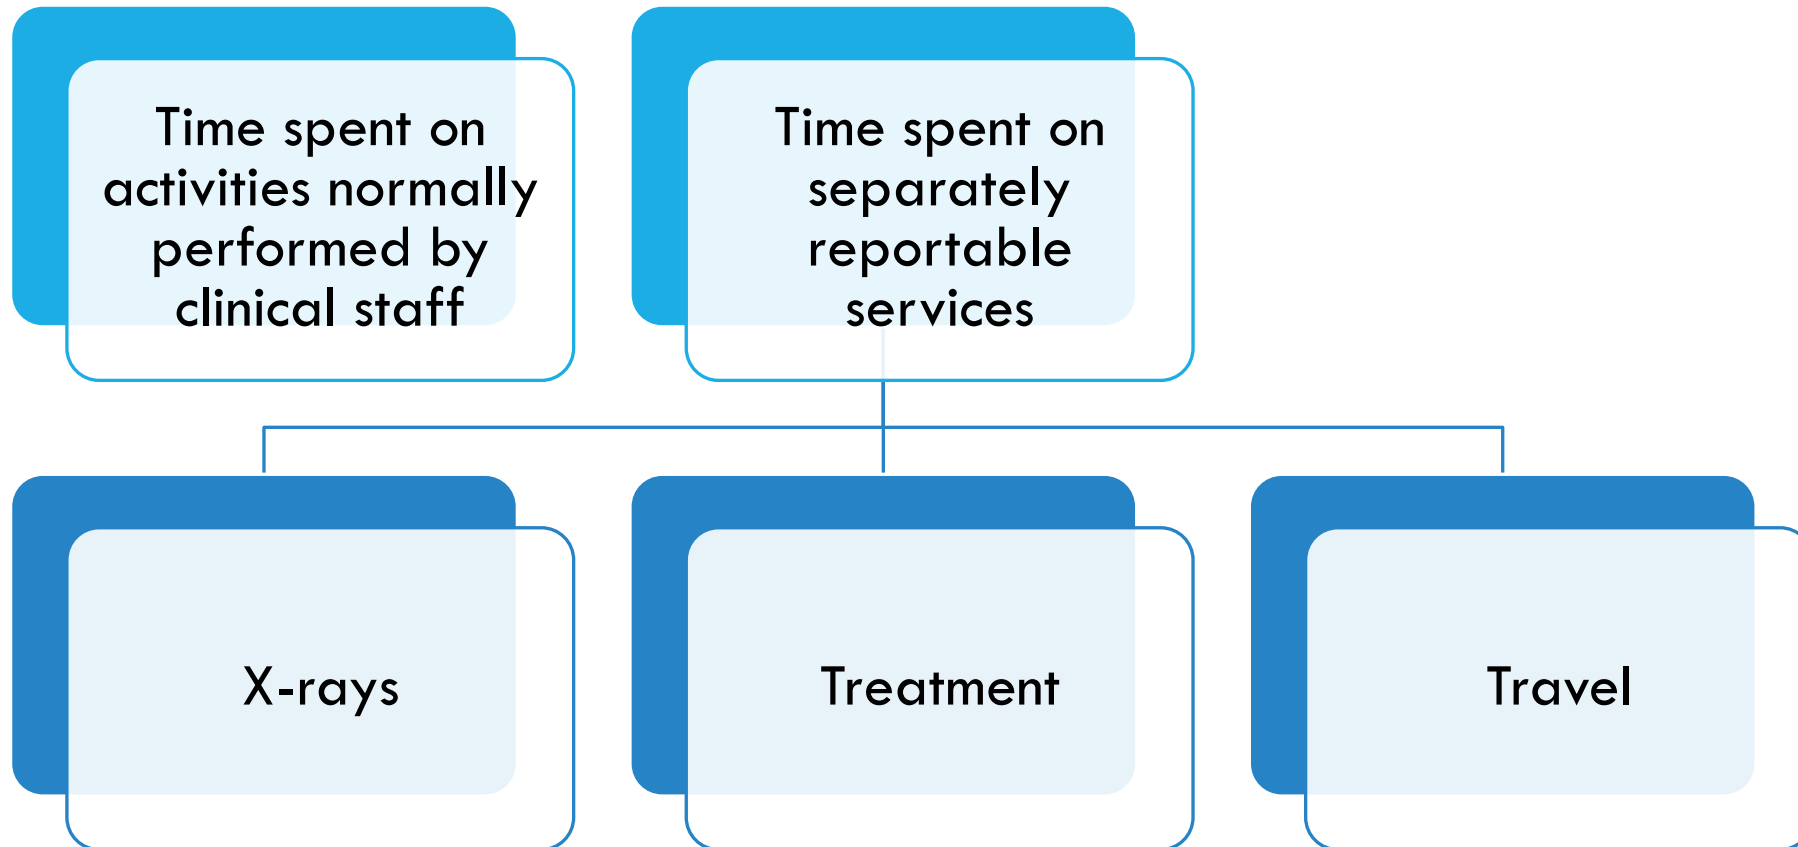 Time spent on
activities normally
performed by
clinical staff
Time spent on
separately
reportable
services
X-rays
Treatment
Travel